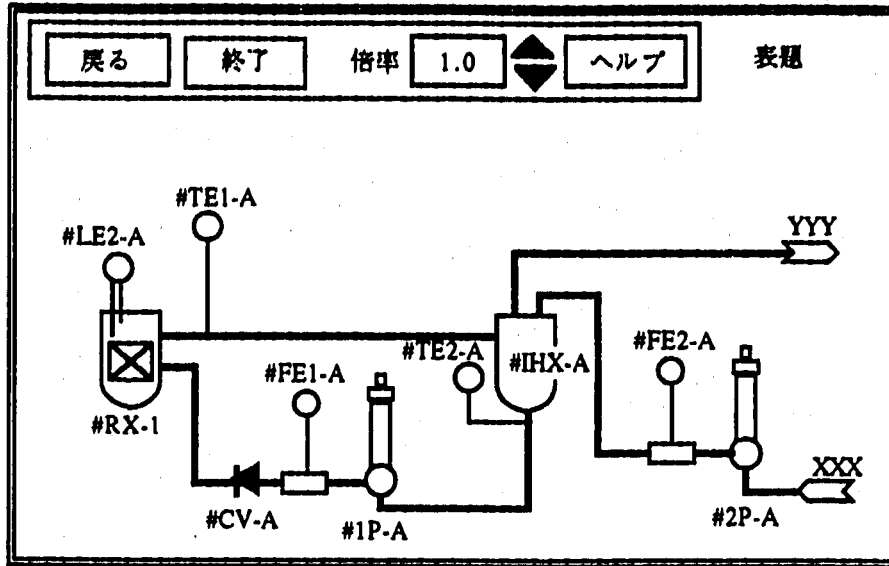 戻る 終了 倍率 1.0 ヘルプ 表題
#TE1-A
#LE2-A
YYY
#TE2-A
#IHX-A
#FE2-A
#FE1-A
#RX-1
XXX
#CV-A
#1P-A
#2P-A